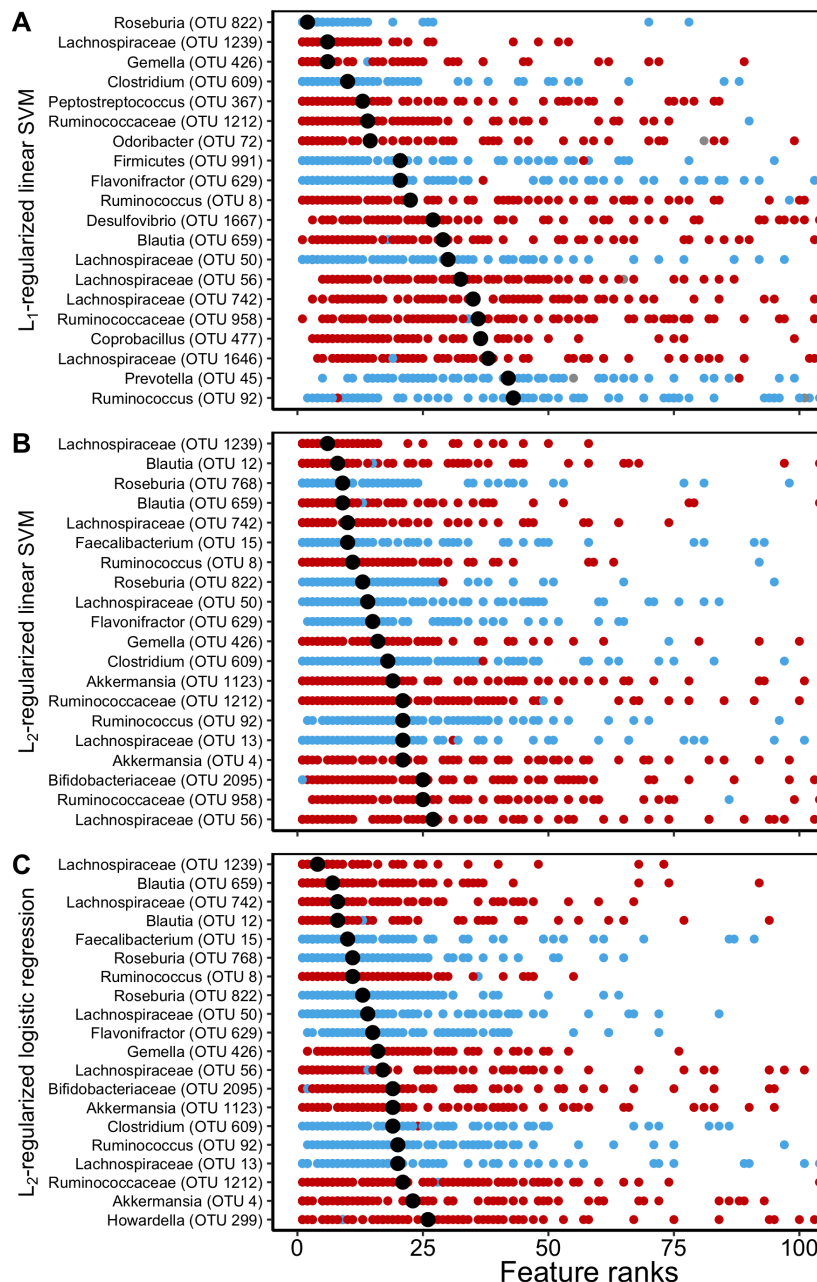 A
L1-regularized linear SVM
Roseburia (OTU 822)
Lachnospiraceae (OTU 1239)
Gemella (OTU 426)
Clostridium (OTU 609)
Peptostreptococcus (OTU 367)
Ruminococcaceae (OTU 1212)
Odoribacter (OTU 72)
Firmicutes (OTU 991)
Flavonifractor (OTU 629)
Ruminococcus (OTU 8)
Desulfovibrio (OTU 1667)
Blautia (OTU 659)
Lachnospiraceae (OTU 50)
Lachnospiraceae (OTU 56)
Lachnospiraceae (OTU 742)
Ruminococcaceae (OTU 958)
Coprobacillus (OTU 477)
Lachnospiraceae (OTU 1646)
Prevotella (OTU 45)
Ruminococcus (OTU 92)
B
L2-regularized linear SVM
Lachnospiraceae (OTU 1239)
Blautia (OTU 12)
Roseburia (OTU 768)
Blautia (OTU 659)
Lachnospiraceae (OTU 742)
Faecalibacterium (OTU 15)
Ruminococcus (OTU 8)
Roseburia (OTU 822)
Lachnospiraceae (OTU 50)
Flavonifractor (OTU 629)
Gemella (OTU 426)
Clostridium (OTU 609)
Akkermansia (OTU 1123)
Ruminococcaceae (OTU 1212)
Ruminococcus (OTU 92)
Lachnospiraceae (OTU 13)
Akkermansia (OTU 4)
Bifidobacteriaceae (OTU 2095)
Ruminococcaceae (OTU 958)
Lachnospiraceae (OTU 56)
C
L2-regularized logistic regression
Lachnospiraceae (OTU 1239)
Blautia (OTU 659)
Lachnospiraceae (OTU 742)
Blautia (OTU 12)
Faecalibacterium (OTU 15)
Roseburia (OTU 768)
Ruminococcus (OTU 8)
Roseburia (OTU 822)
Lachnospiraceae (OTU 50)
Flavonifractor (OTU 629)
Gemella (OTU 426)
Lachnospiraceae (OTU 56)
Bifidobacteriaceae (OTU 2095)
Akkermansia (OTU 1123)
Clostridium (OTU 609)
Ruminococcus (OTU 92)
Lachnospiraceae (OTU 13)
Ruminococcaceae (OTU 1212)
Akkermansia (OTU 4)
Howardella (OTU 299)
0 25 50 75 100
Feature ranks